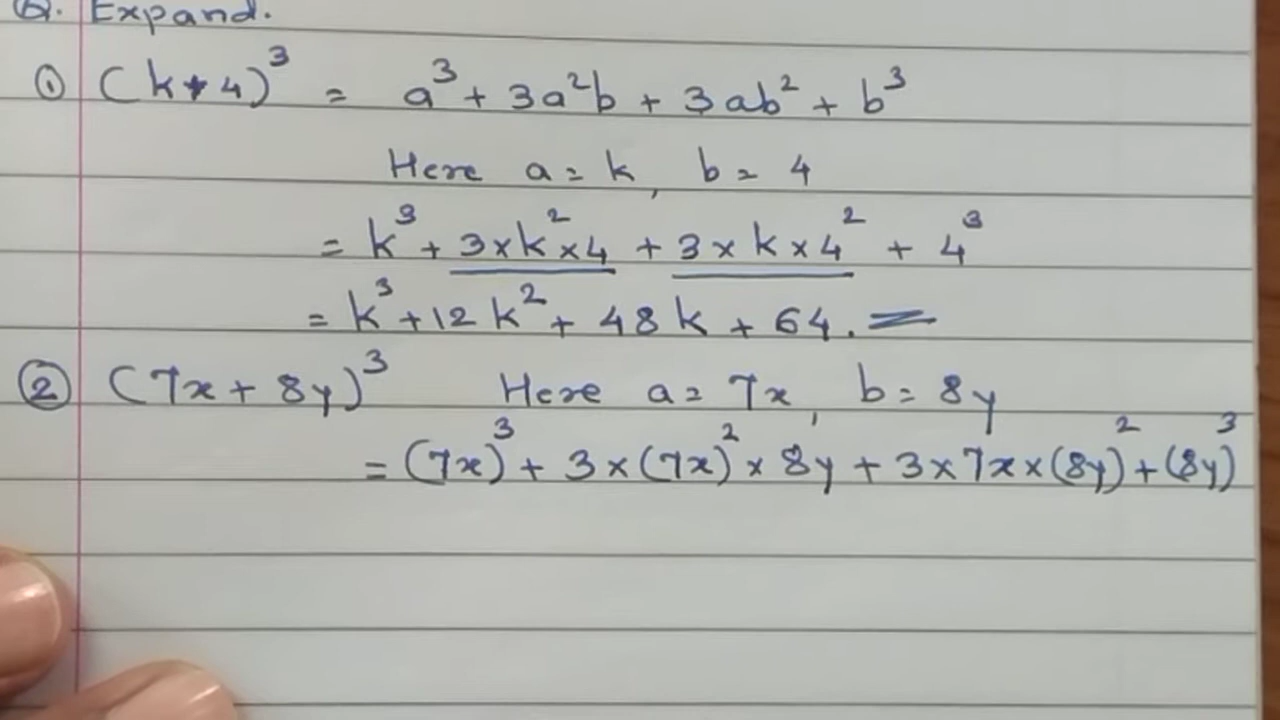 Q. Expand.
① (k+4)³ = a³ + 3a²b + 3ab² + b³
Here a = k, b = 4
= k³ + 3×k²×4 + 3×k×4² + 4³
= k³ + 12k² + 48k + 64.
② (7x + 8y)³ Here a = 7x, b = 8y
= (7x)³ + 3×(7x)²×8y + 3×7x×(8y)² + (8y)³